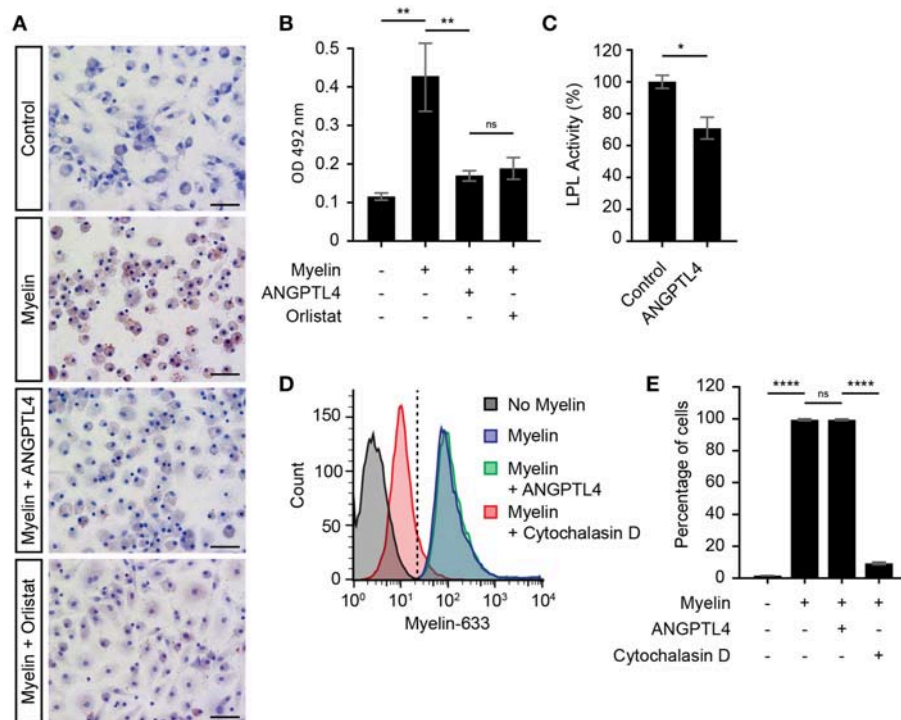 A
Control
Myelin
Myelin + ANGPTL4
Myelin + Orlistat
B
**
**
ns
OD 492 nm
0.5
0.4
0.3
0.2
0.1
0
Myelin - + + +
ANGPTL4 - - + -
Orlistat - - - +
C
*
LPL Activity (%)
120
100
80
60
40
20
0
Control
ANGPTL4
D
Count
150
100
50
0
10⁰ 10¹ 10² 10³ 10⁴
Myelin-633
No Myelin
Myelin
Myelin
+ ANGPTL4
Myelin
+ Cytochalasin D
E
****
ns
****
Percentage of cells
120
100
80
60
40
20
0
Myelin - + + +
ANGPTL4 - - + -
Cytochalasin D - - - +